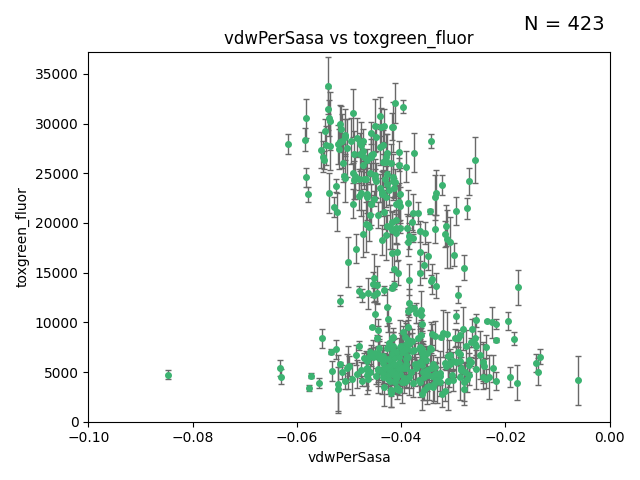 N = 423
vdwPerSasa vs toxgreen_fluor
toxgreen_fluor
35000
30000
25000
20000
15000
10000
5000
0
−0.10 −0.08 −0.06 −0.04 −0.02 0.00
vdwPerSasa